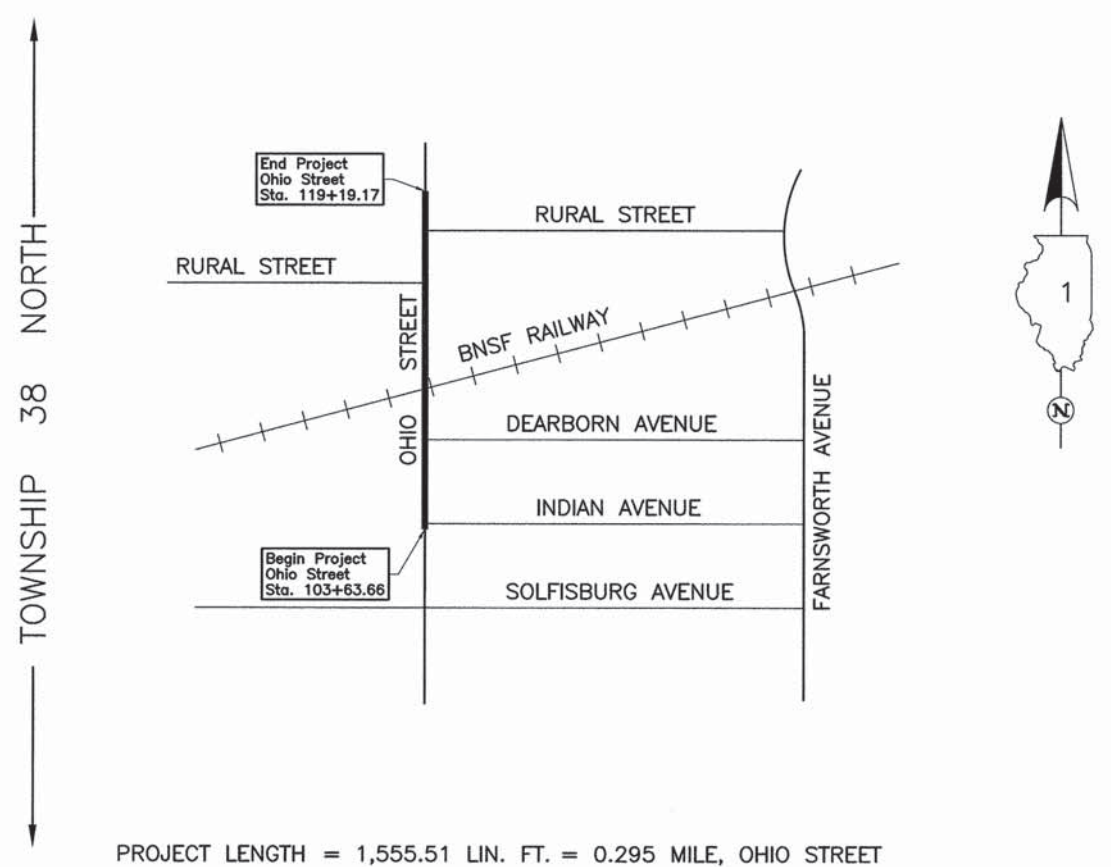 End Project
Ohio Street
Sta. 119+19.17
RURAL STREET
RURAL STREET
OHIO STREET
BNSF RAILWAY
DEARBORN AVENUE
INDIAN AVENUE
Begin Project
Ohio Street
Sta. 103+63.66
SOLFISBURG AVENUE
FARNSWORTH AVENUE
TOWNSHIP 38 NORTH
1
N
PROJECT LENGTH = 1,555.51 LIN. FT. = 0.295 MILE, OHIO STREET